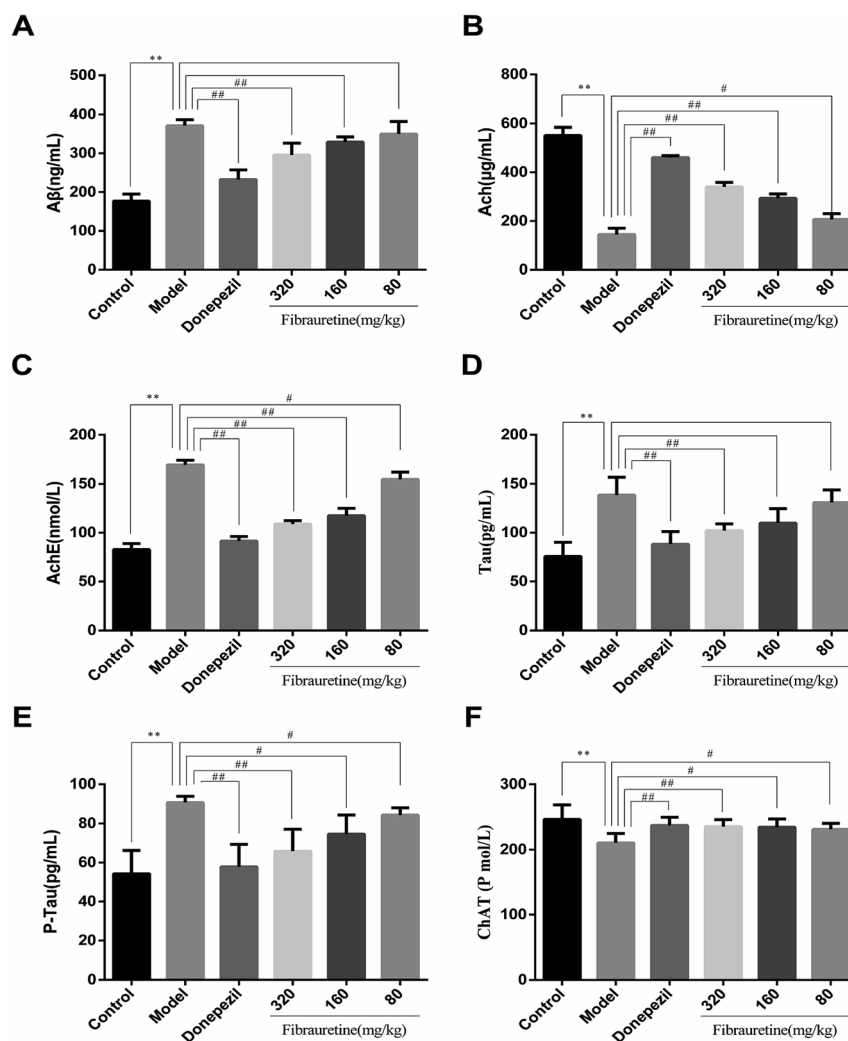 A
**
##
##
500
400
300
200
100
0
Aβ(ng/mL)
Control
Model
Donepezil
320
160
80
Fibrauretine(mg/kg)
B
**
#
##
##
##
800
600
400
200
0
Ach(μg/mL)
Control
Model
Donepezil
320
160
80
Fibrauretine(mg/kg)
C
**
#
##
##
##
200
150
100
50
0
AchE(nmol/L)
Control
Model
Donepezil
320
160
80
Fibrauretine(mg/kg)
D
**
##
##
200
150
100
50
0
Tau(pg/mL)
Control
Model
Donepezil
320
160
80
Fibrauretine(mg/kg)
E
**
#
#
##
##
100
80
60
40
20
0
P-Tau(pg/mL)
Control
Model
Donepezil
320
160
80
Fibrauretine(mg/kg)
F
**
#
#
##
##
300
200
100
0
ChAT (P mol/L)
Control
Model
Donepezil
320
160
80
Fibrauretine(mg/kg)